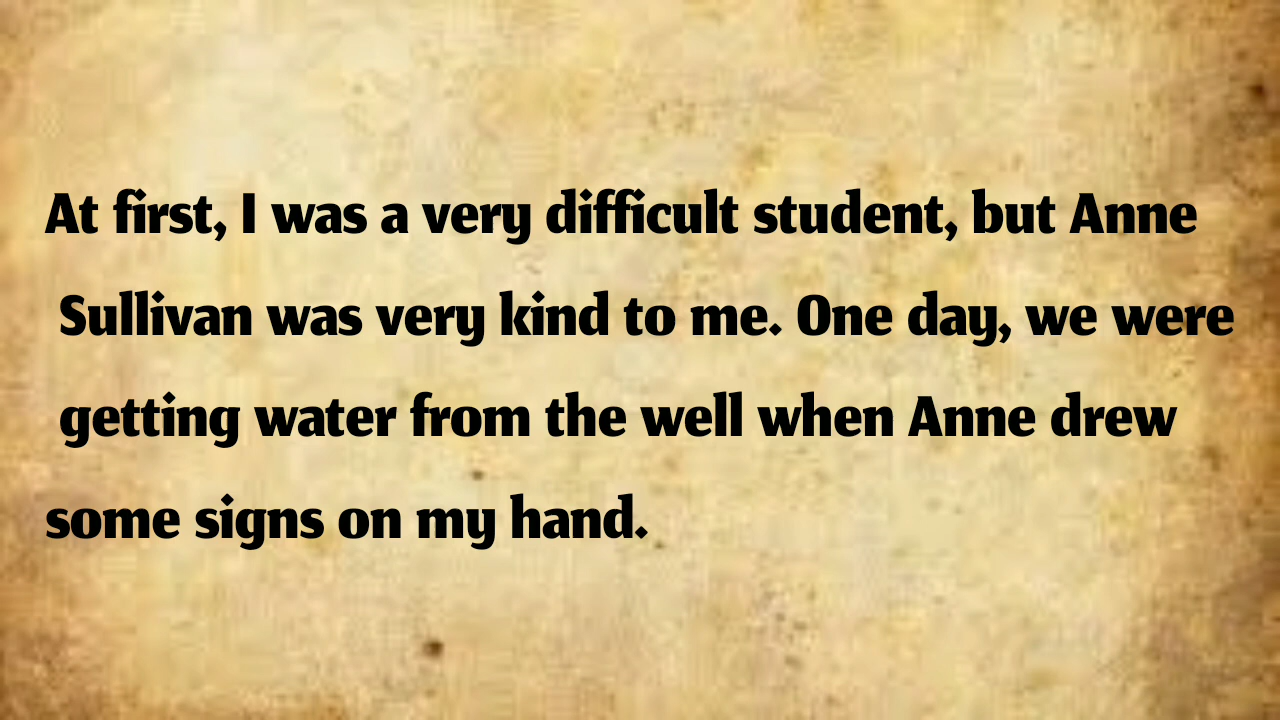 At first, I was a very difficult student, but Anne
Sullivan was very kind to me. One day, we were
getting water from the well when Anne drew
some signs on my hand.